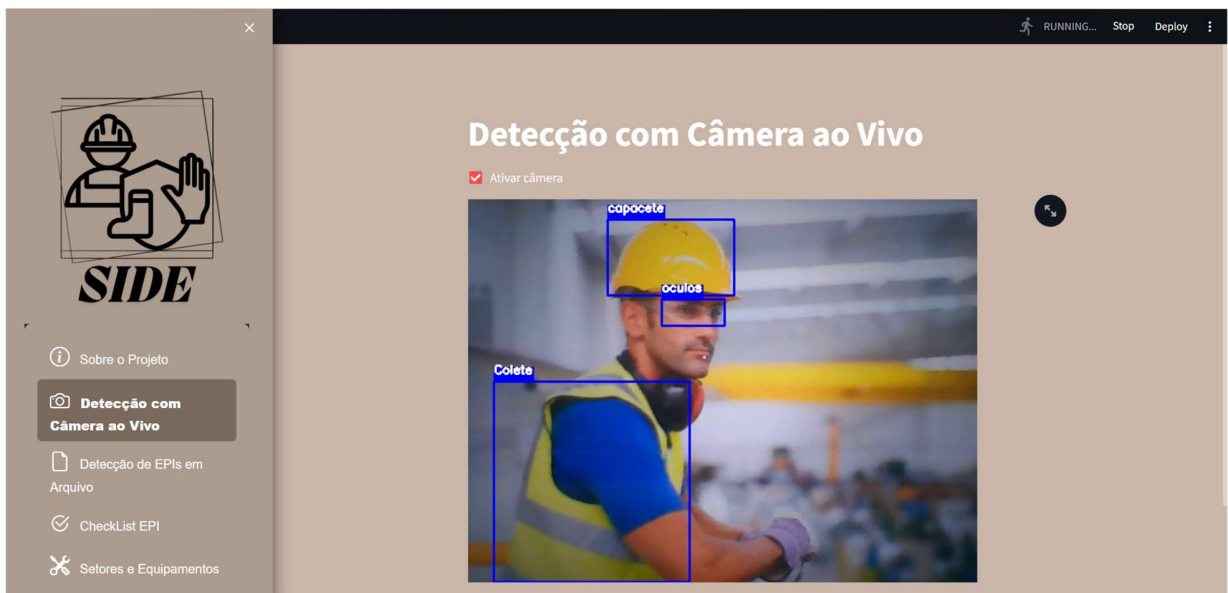 RUNNING...
Stop
Deploy
SIDE
Sobre o Projeto
Detecção com
Câmera ao Vivo
Detecção de EPIs em
Arquivo
CheckList EPI
Setores e Equipamentos
Detecção com Câmera ao Vivo
Ativar câmera
capacete
oculos
Colete